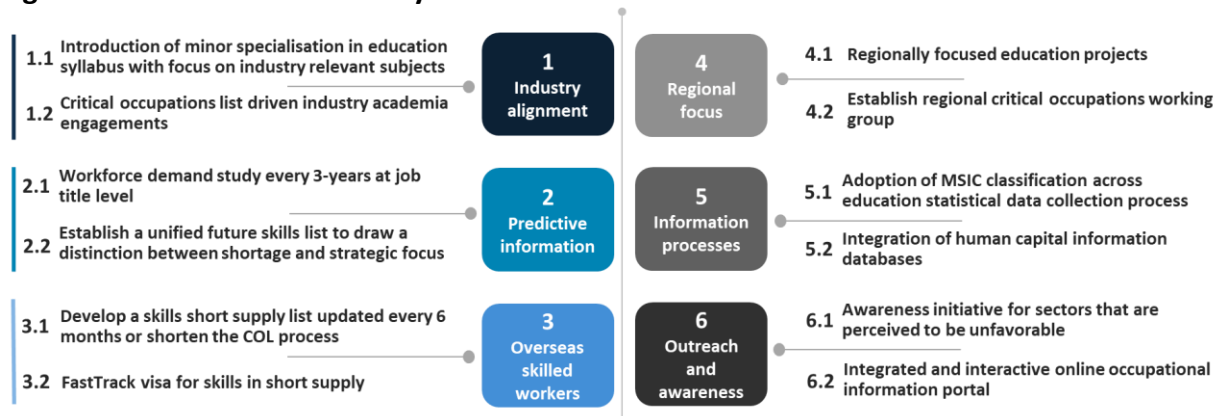 1.1 Introduction of minor specialisation in education
syllabus with focus on industry relevant subjects
1.2 Critical occupations list driven industry academia
engagements
1
Industry
alignment
2.1 Workforce demand study every 3-years at job
title level
2.2 Establish a unified future skills list to draw a
distinction between shortage and strategic focus
2
Predictive
information
3.1 Develop a skills short supply list updated every 6
months or shorten the COL process
3.2 FastTrack visa for skills in short supply
3
Overseas
skilled
workers
4
Regional
focus
4.1 Regionally focused education projects
4.2 Establish regional critical occupations working
group
5
Information
processes
5.1 Adoption of MSIC classification across
education statistical data collection process
5.2 Integration of human capital information
databases
6
Outreach
and
awareness
6.1 Awareness initiative for sectors that are
perceived to be unfavorable
6.2 Integrated and interactive online occupational
information portal